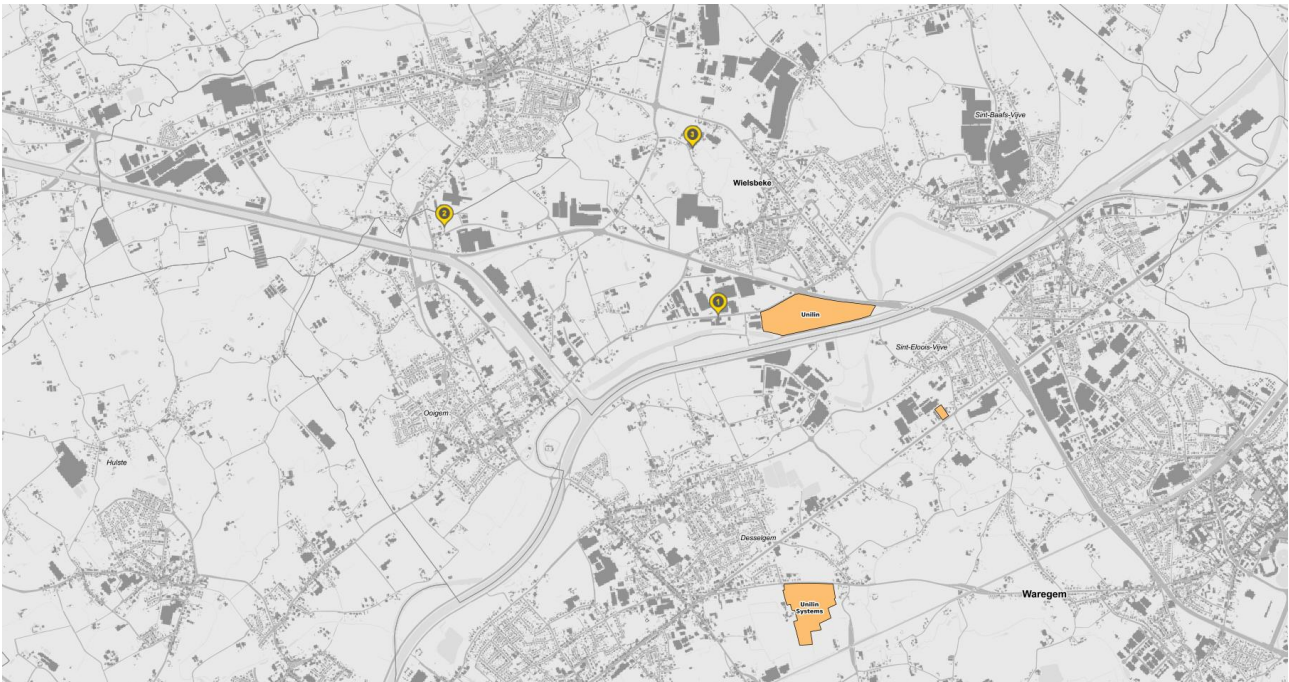 Sint-Baafs-Vijve
3
Wielsbeke
2
1
Unilin
Sint-Eloois-Vijve
Ooigem
Hulste
Desselgem
Waregem
Unilin
Systems